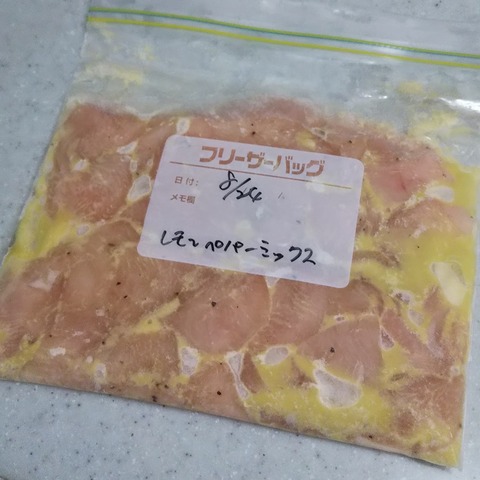 フリーザーバッグ
日付: 8/24
メモ欄
レモンペパーミックス